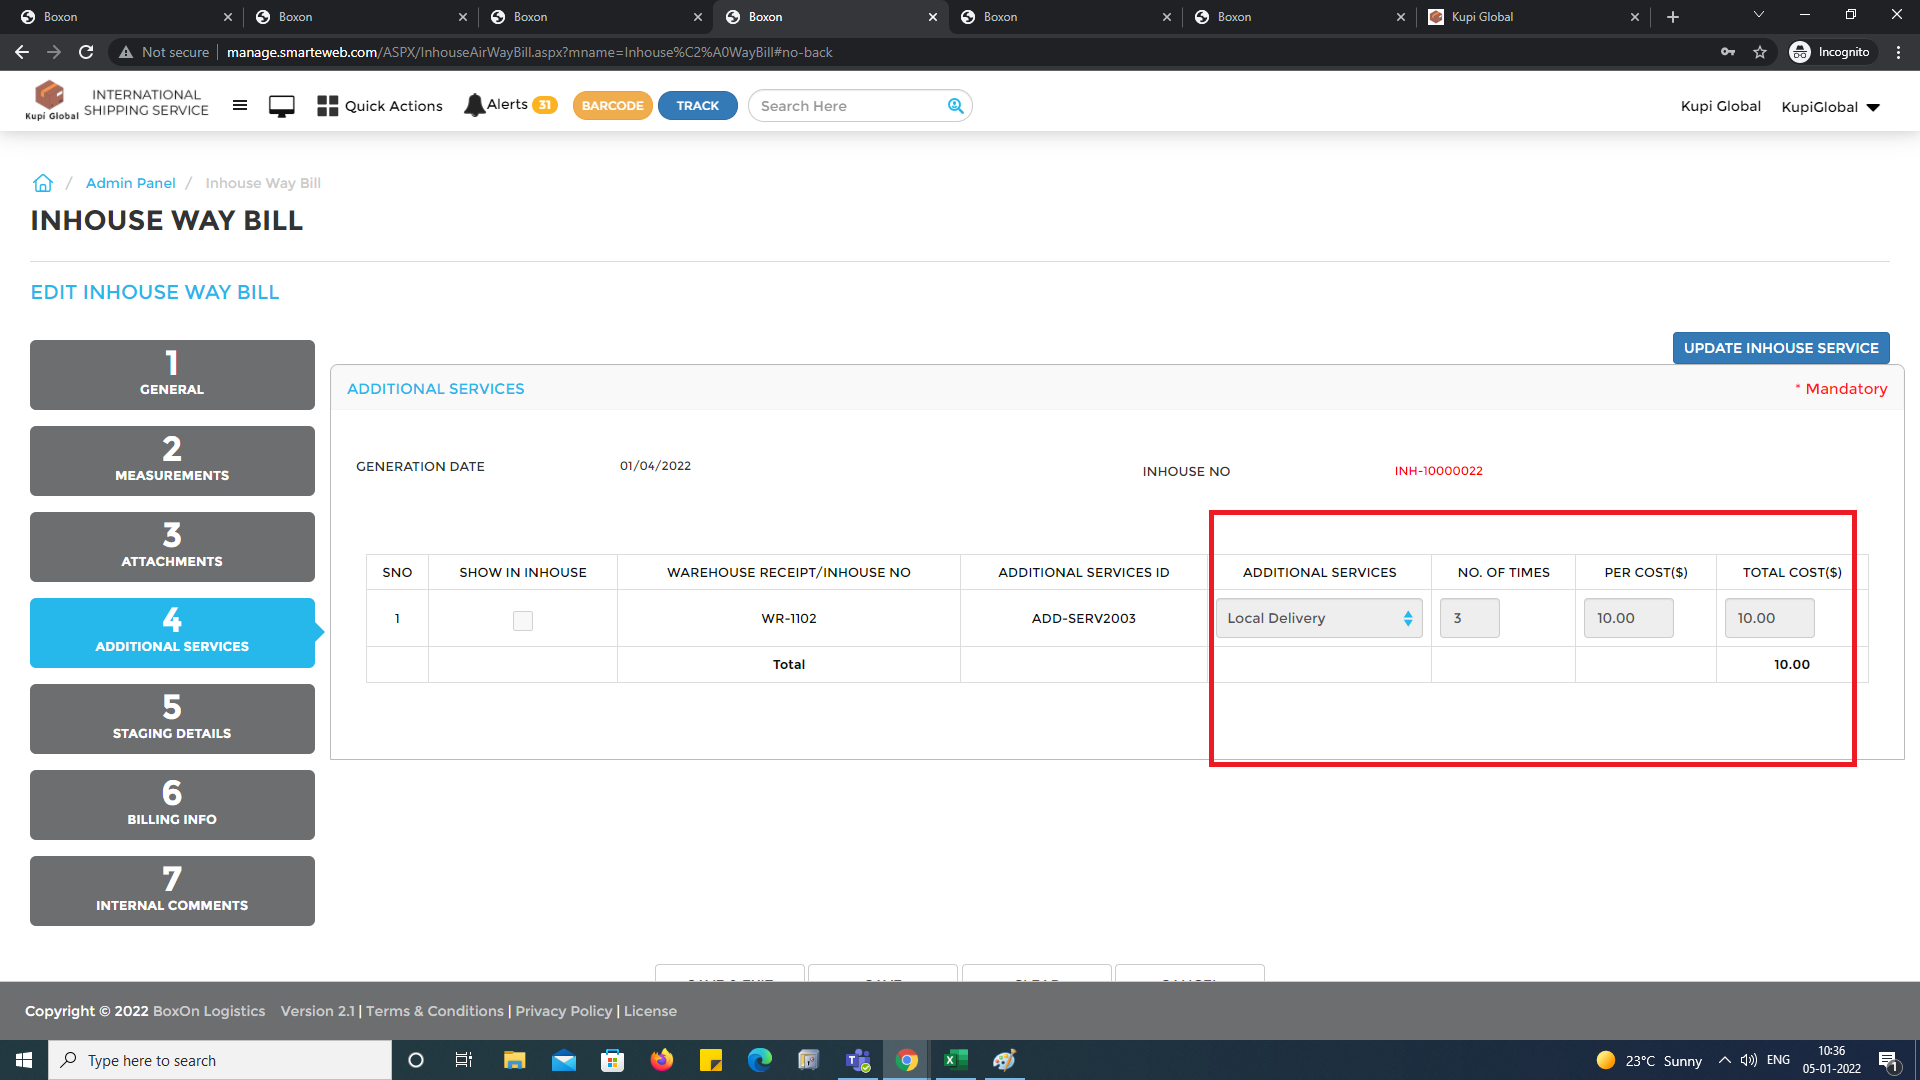 Boxon
Boxon
Boxon
Boxon
Boxon
Boxon
Kupi Global
Not secure
manage.smarteweb.com/ASPX/InhouseAirWayBill.aspx?mname=Inhouse%C2%A0WayBill#no-back
Incognito
Kupi Global
INTERNATIONAL
SHIPPING SERVICE
Quick Actions
Alerts 31
BARCODE
TRACK
Search Here
Kupi Global
KupiGlobal
/ Admin Panel / Inhouse Way Bill
INHOUSE WAY BILL
EDIT INHOUSE WAY BILL
UPDATE INHOUSE SERVICE
1
GENERAL
2
MEASUREMENTS
3
ATTACHMENTS
4
ADDITIONAL SERVICES
5
STAGING DETAILS
6
BILLING INFO
7
INTERNAL COMMENTS
ADDITIONAL SERVICES
* Mandatory
GENERATION DATE 01/04/2022
INHOUSE NO INH-10000022
SNO SHOW IN INHOUSE WAREHOUSE RECEIPT/INHOUSE NO ADDITIONAL SERVICES ID ADDITIONAL SERVICES NO. OF TIMES PER COST($) TOTAL COST($)
1 WR-1102 ADD-SERV2003 Local Delivery 3 10.00 10.00
Total 10.00
Copyright © 2022 BoxOn Logistics Version 2.1 | Terms & Conditions | Privacy Policy | License
Type here to search
23°C Sunny
ENG
10:36
05-01-2022
1